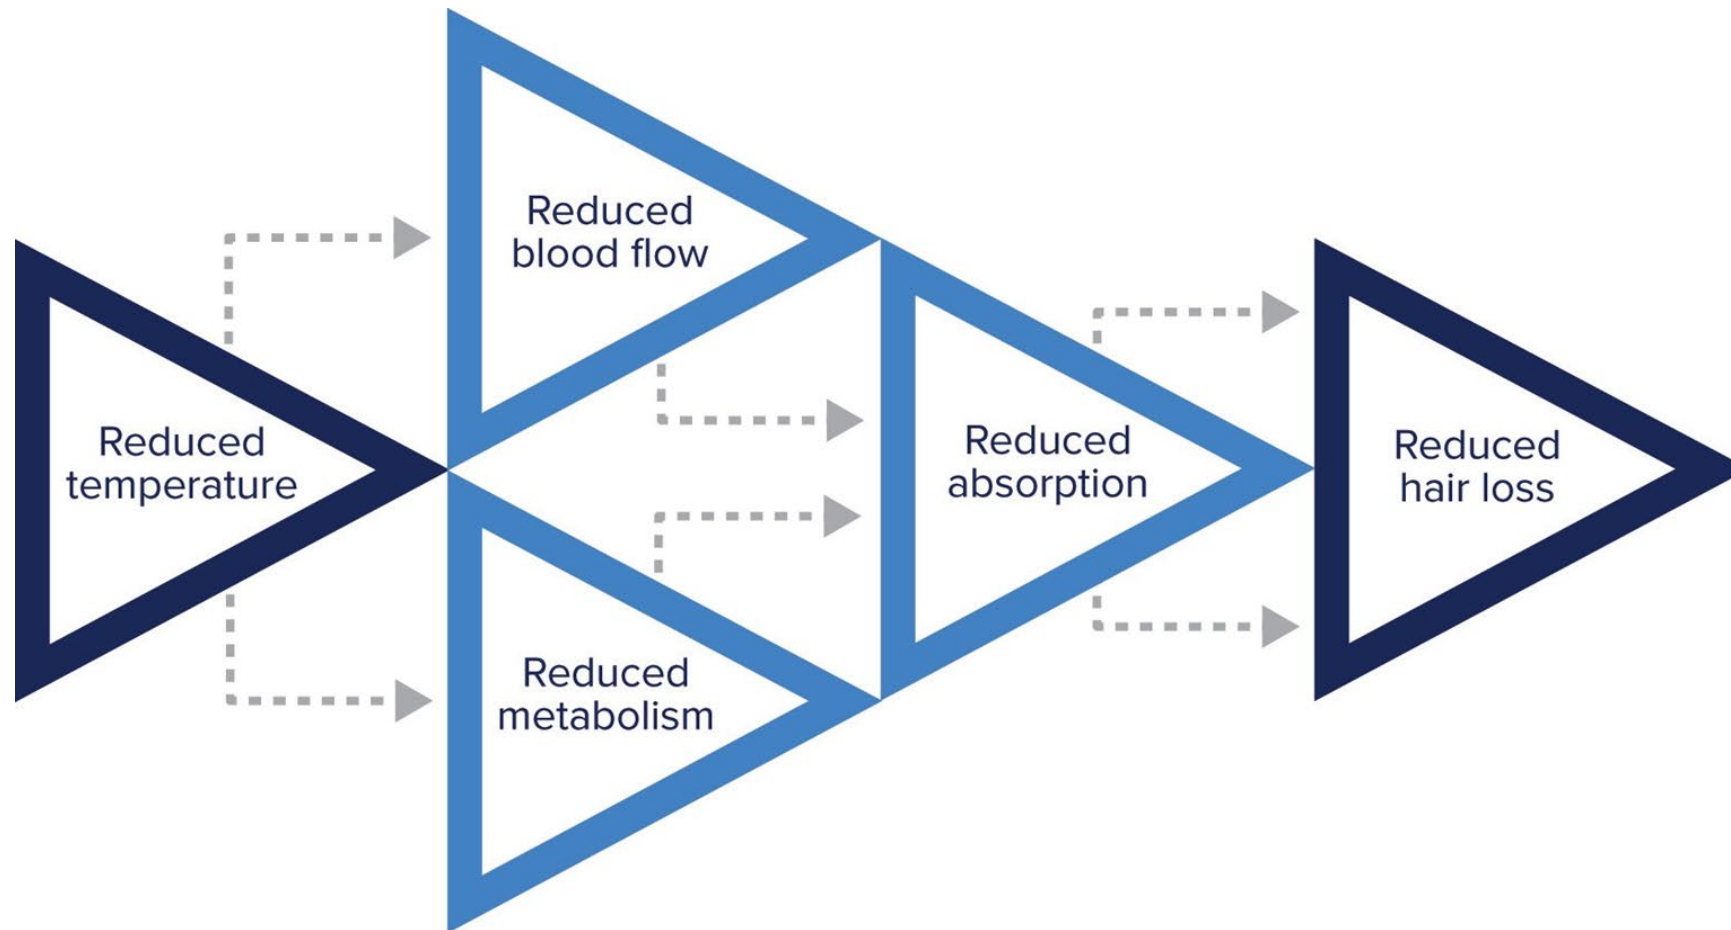 Reduced
temperature
Reduced
blood flow
Reduced
metabolism
Reduced
absorption
Reduced
hair loss